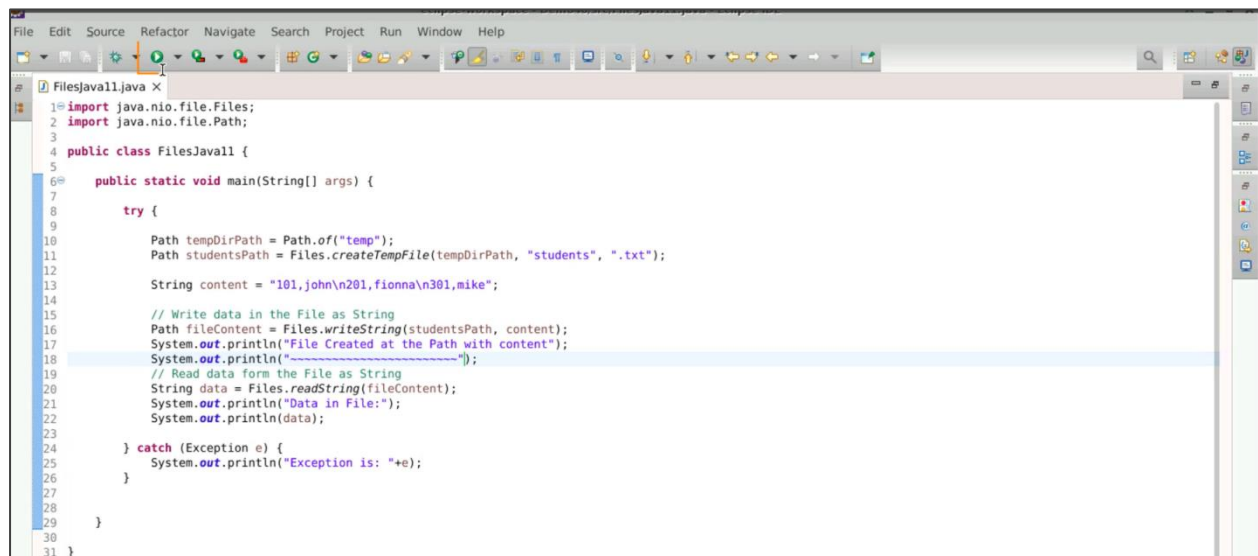 File Edit Source Refactor Navigate Search Project Run Window Help
FilesJava11.java
1 import java.nio.file.Files;
2 import java.nio.file.Path;
3
4 public class FilesJava11 {
5
6 public static void main(String[] args) {
7
8 try {
9
10 Path tempDirPath = Path.of("temp");
11 Path studentsPath = Files.createTempFile(tempDirPath, "students", ".txt");
12
13 String content = "101,john\n201,fionna\n301,mike";
14
15 // Write data in the File as String
16 Path fileContent = Files.writeString(studentsPath, content);
17 System.out.println("File Created at the Path with content");
18 System.out.println("~~~~~~~~~~~~~~~~~~~~~~~~");
19 // Read data form the File as String
20 String data = Files.readString(fileContent);
21 System.out.println("Data in File:");
22 System.out.println(data);
23
24 } catch (Exception e) {
25 System.out.println("Exception is: "+e);
26 }
27
28
29 }
30
31 }